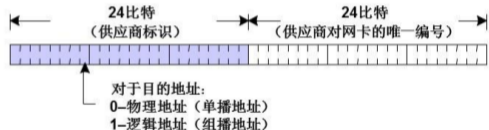 24比特
（供应商标识）
24比特
（供应商对网卡的唯一编号）
对于目的地址：
0–物理地址（单播地址）
1–逻辑地址（组播地址）